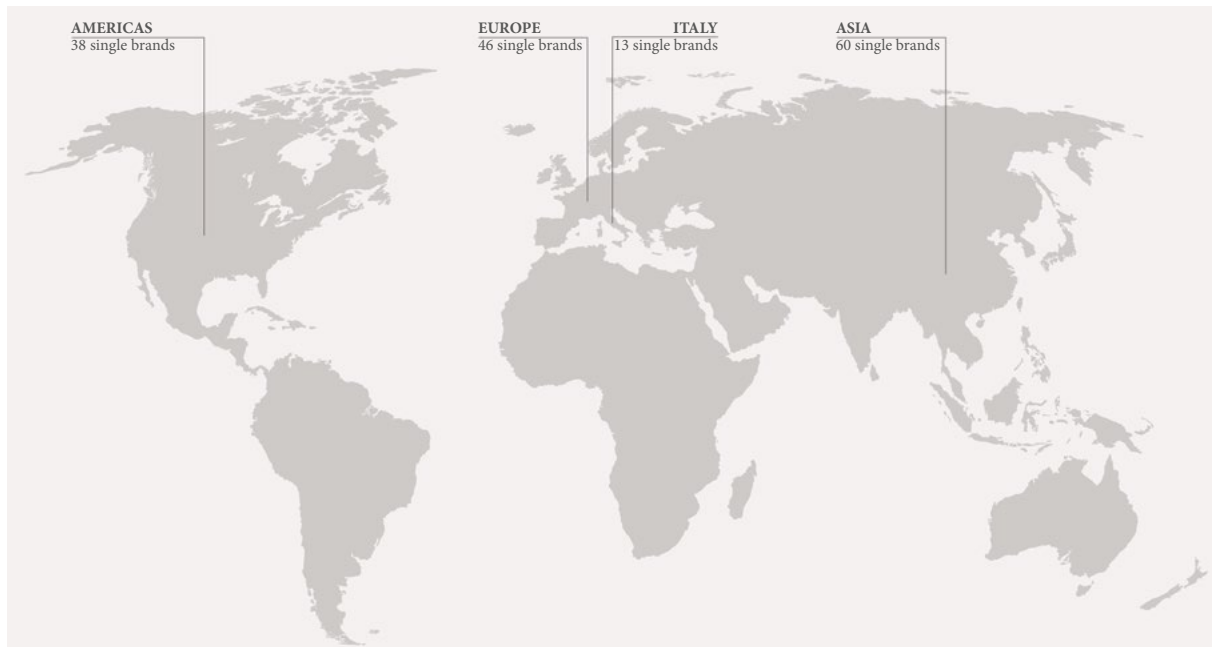 AMERICAS
38 single brands
EUROPE
46 single brands
ITALY
13 single brands
ASIA
60 single brands